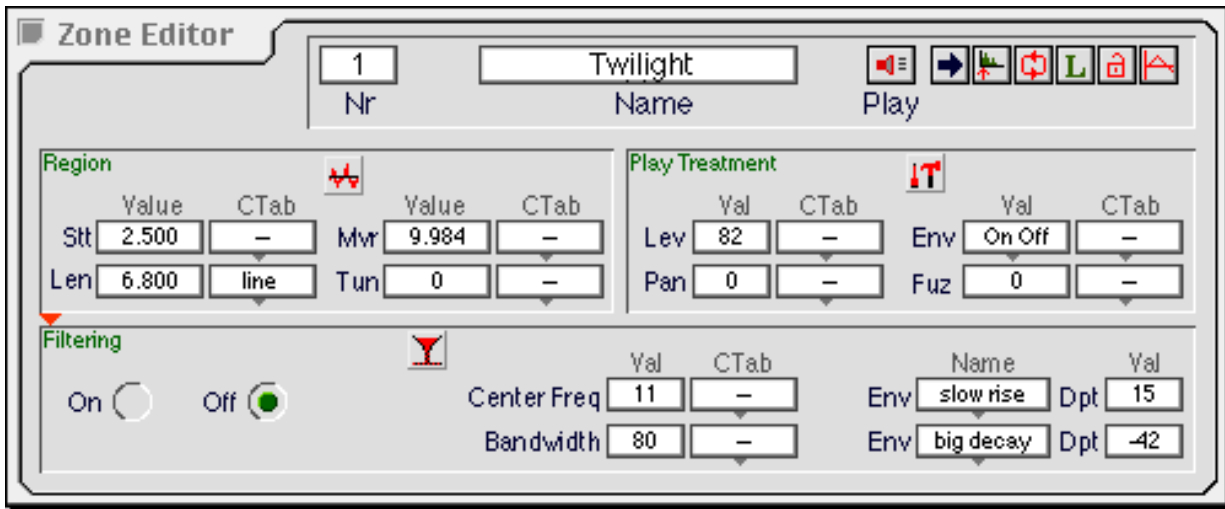 Zone Editor
1 Twilight L
Nr Name Play
Region
Value CTab Value CTab
Stt 2.500 – Mvr 9.984 –
Len 6.800 line Tun 0 –
Play Treatment
Val CTab Val CTab
Lev 82 – Env On Off –
Pan 0 – Fuz 0 –
Filtering
Val CTab Name Val
On Off Center Freq 11 – Env slow rise Dpt 15
Bandwidth 80 – Env big decay Dpt -42